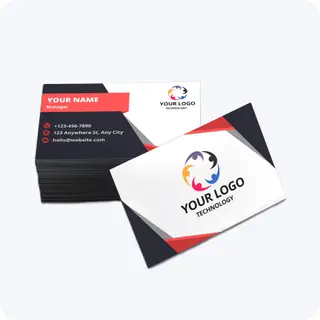 YOUR NAME
Manager
+123-456-7890
123 Anywhere St, Any City
hello@website.com
YOUR LOGO
TECHNOLOGY
YOUR LOGO
TECHNOLOGY